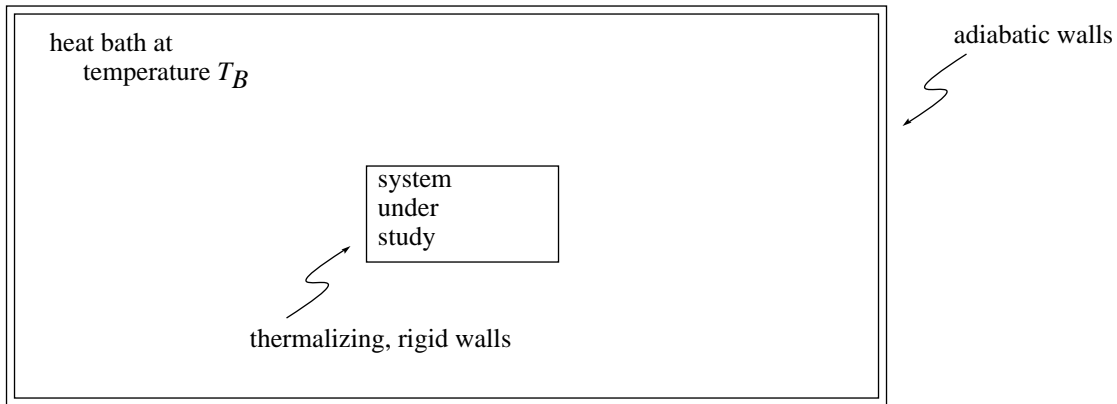 heat bath at
temperature T_B
adiabatic walls
system
under
study
thermalizing, rigid walls